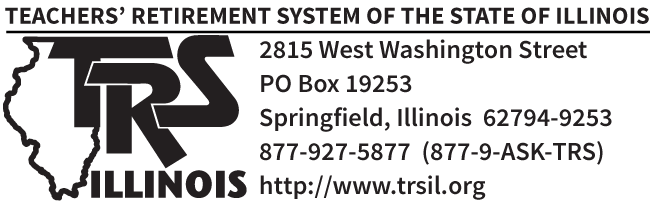 TEACHERS’ RETIREMENT SYSTEM OF THE STATE OF ILLINOIS
TRS
ILLINOIS
2815 West Washington Street
PO Box 19253
Springfield, Illinois  62794-9253
877-927-5877  (877-9-ASK-TRS)
http://www.trsil.org